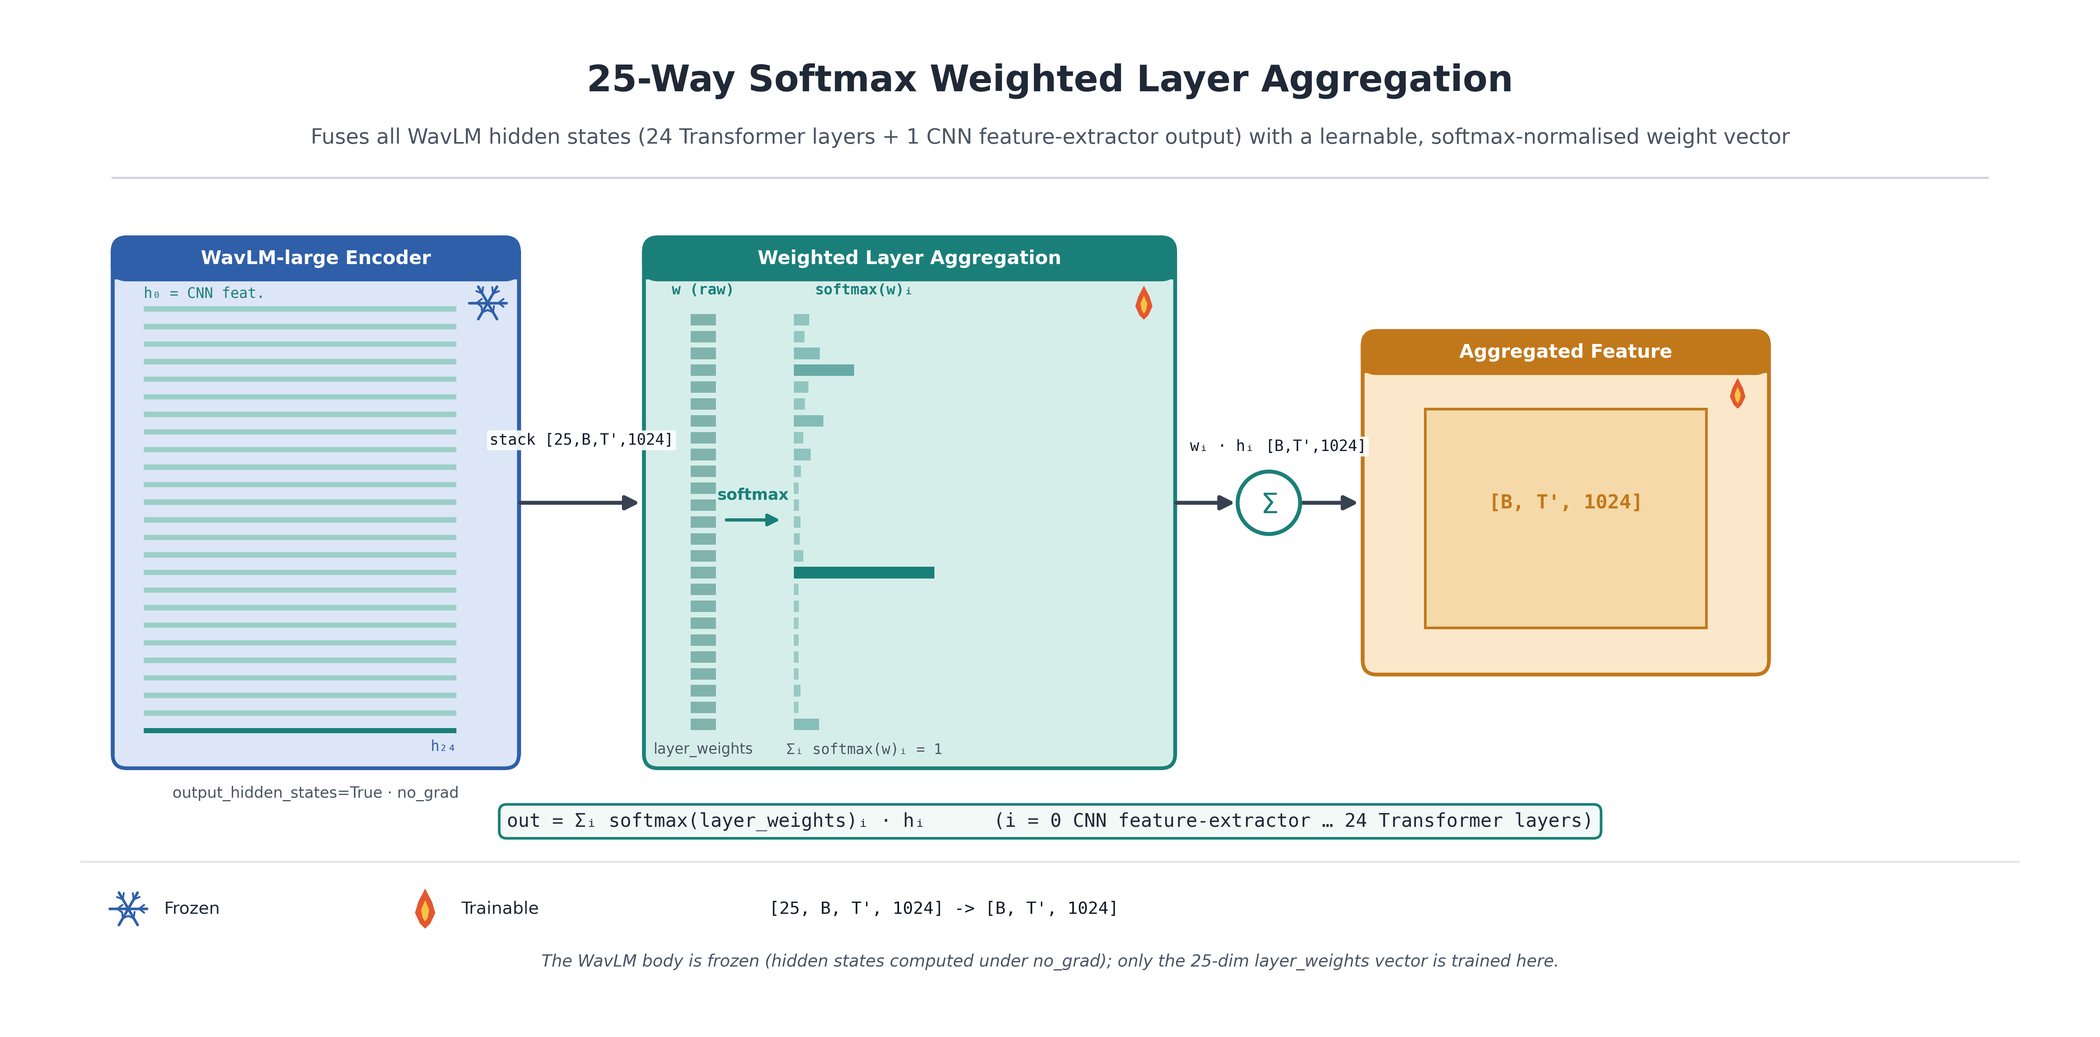 25-Way Softmax Weighted Layer Aggregation
Fuses all WavLM hidden states (24 Transformer layers + 1 CNN feature-extractor output) with a learnable, softmax-normalised weight vector
WavLM-large Encoder
h₀ = CNN feat.
h₂₄
output_hidden_states=True · no_grad
stack [25,B,T',1024]
Weighted Layer Aggregation
w (raw)
softmax(w)ᵢ
softmax
layer_weights
Σᵢ softmax(w)ᵢ = 1
wᵢ · hᵢ [B,T',1024]
Σ
Aggregated Feature
[B, T', 1024]
out = Σᵢ softmax(layer_weights)ᵢ · hᵢ (i = 0 CNN feature-extractor … 24 Transformer layers)
Frozen
Trainable
[25, B, T', 1024] -> [B, T', 1024]
The WavLM body is frozen (hidden states computed under no_grad); only the 25-dim layer_weights vector is trained here.